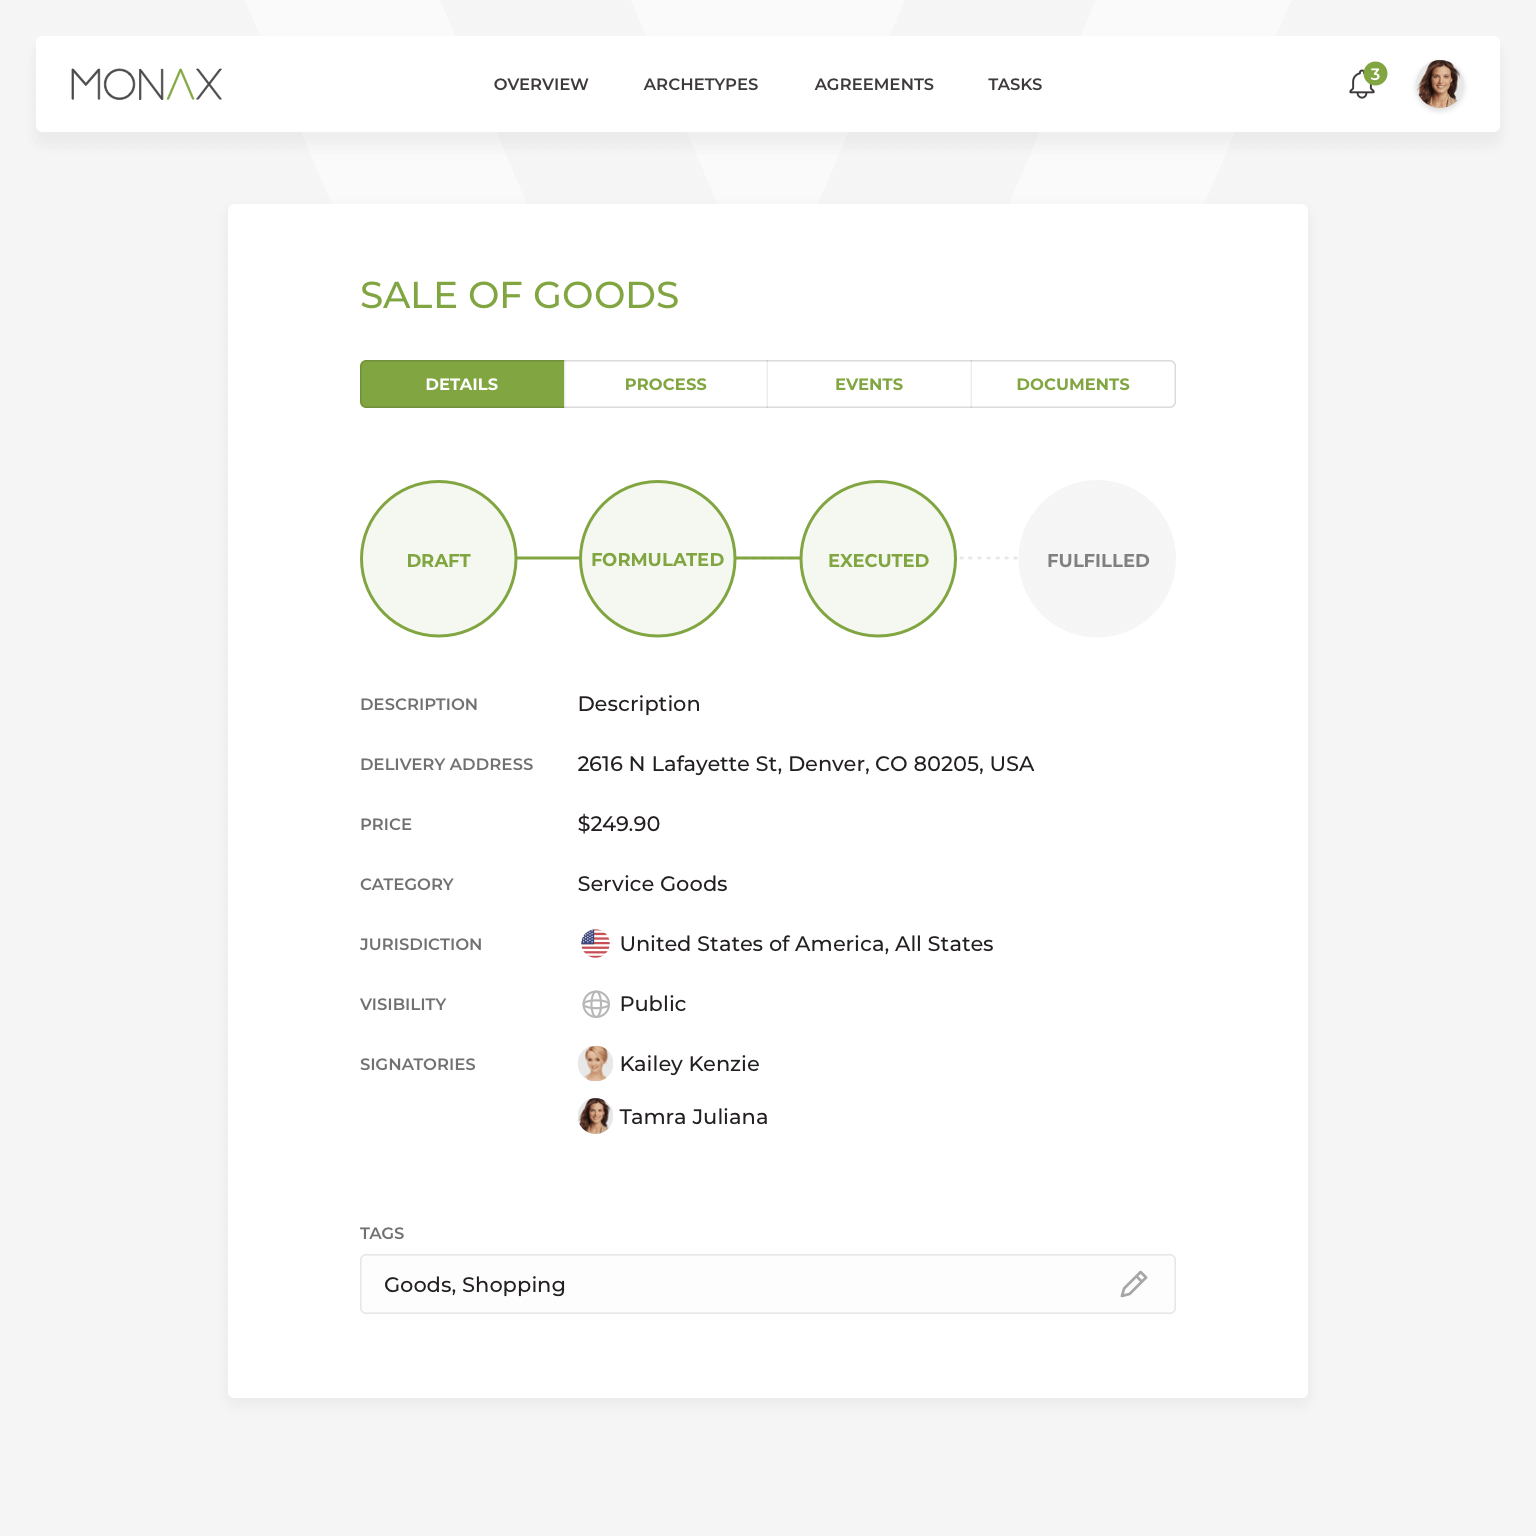 MONAX
OVERVIEW ARCHETYPES AGREEMENTS TASKS
3
SALE OF GOODS
DETAILS PROCESS EVENTS DOCUMENTS
DRAFT FORMULATED EXECUTED FULFILLED
DESCRIPTION Description
DELIVERY ADDRESS 2616 N Lafayette St, Denver, CO 80205, USA
PRICE $249.90
CATEGORY Service Goods
JURISDICTION United States of America, All States
VISIBILITY Public
SIGNATORIES Kailey Kenzie
Tamra Juliana
TAGS
Goods, Shopping